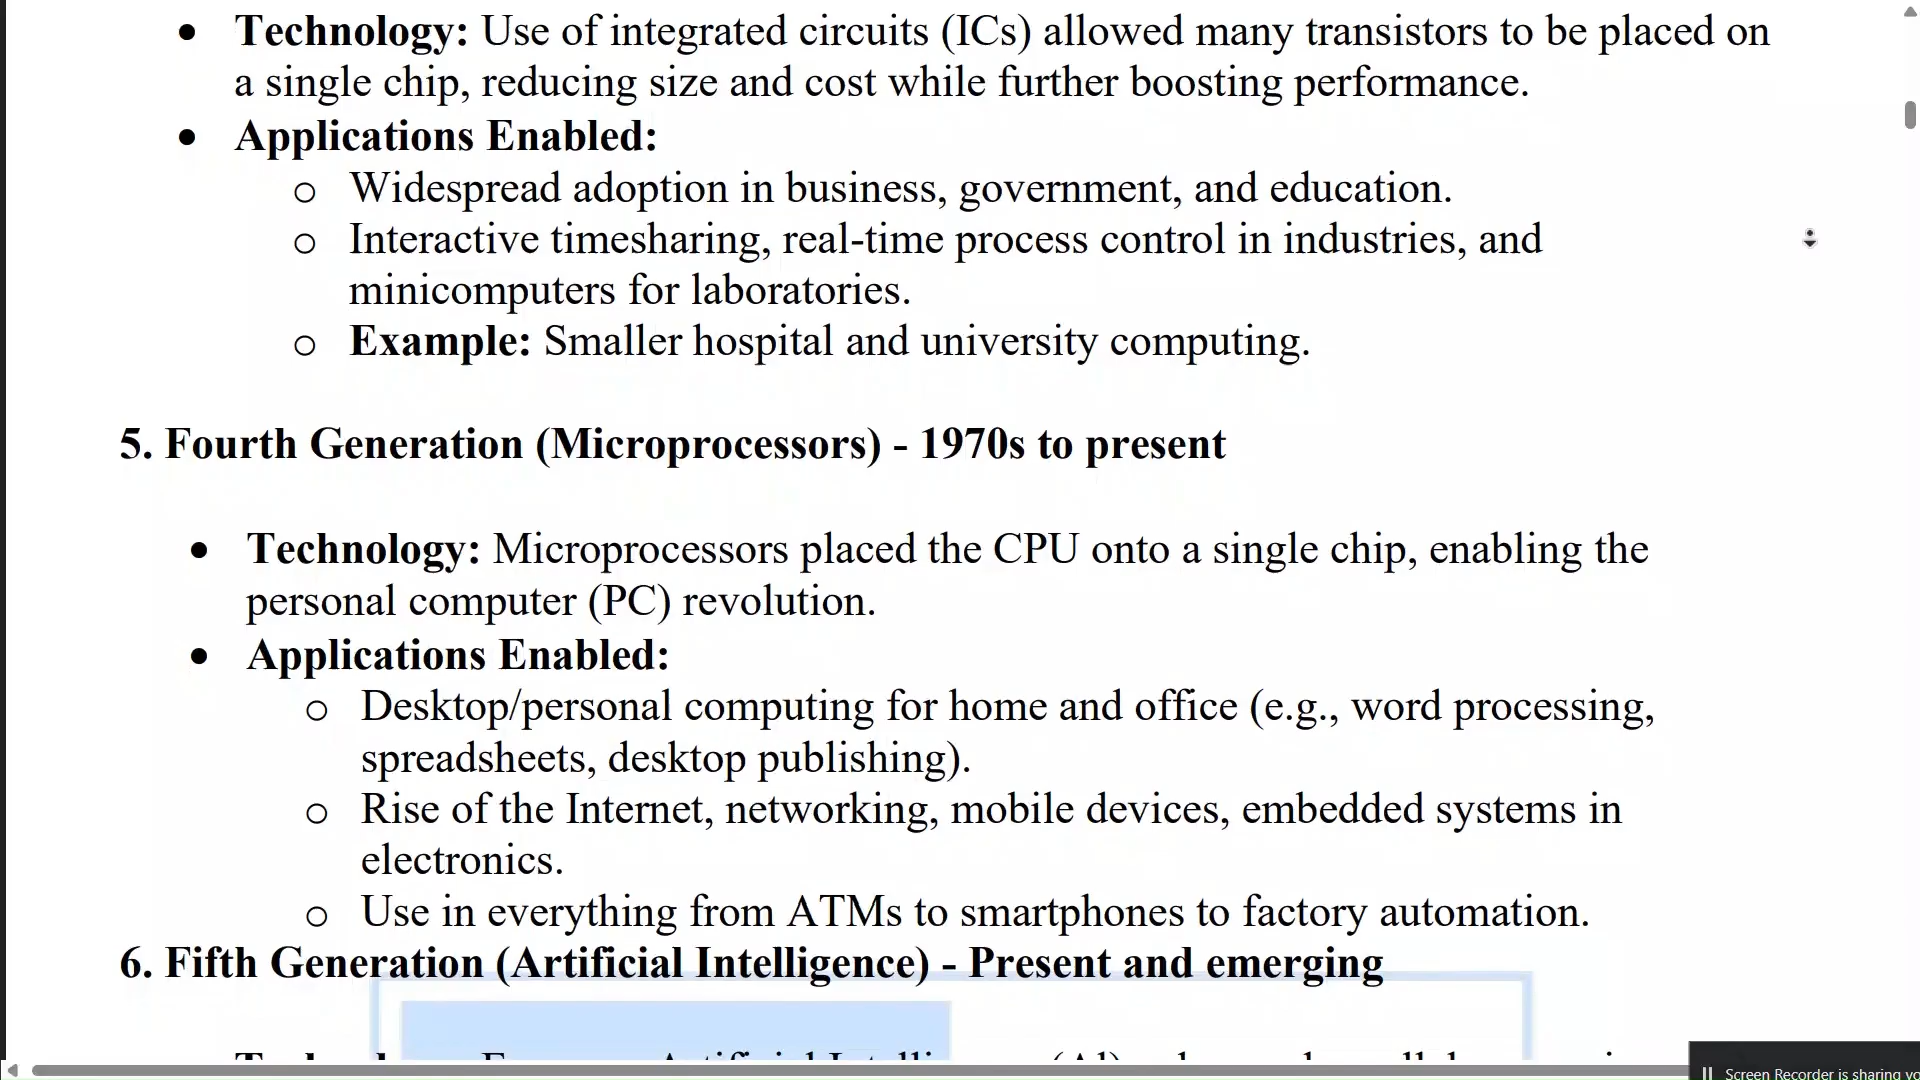 • Technology: Use of integrated circuits (ICs) allowed many transistors to be placed on
a single chip, reducing size and cost while further boosting performance.
• Applications Enabled:
o Widespread adoption in business, government, and education.
o Interactive timesharing, real-time process control in industries, and
minicomputers for laboratories.
o Example: Smaller hospital and university computing.
5. Fourth Generation (Microprocessors) - 1970s to present
• Technology: Microprocessors placed the CPU onto a single chip, enabling the
personal computer (PC) revolution.
• Applications Enabled:
o Desktop/personal computing for home and office (e.g., word processing,
spreadsheets, desktop publishing).
o Rise of the Internet, networking, mobile devices, embedded systems in
electronics.
o Use in everything from ATMs to smartphones to factory automation.
6. Fifth Generation (Artificial Intelligence) - Present and emerging
Artificial (AI)
Screen Recorder is sharing